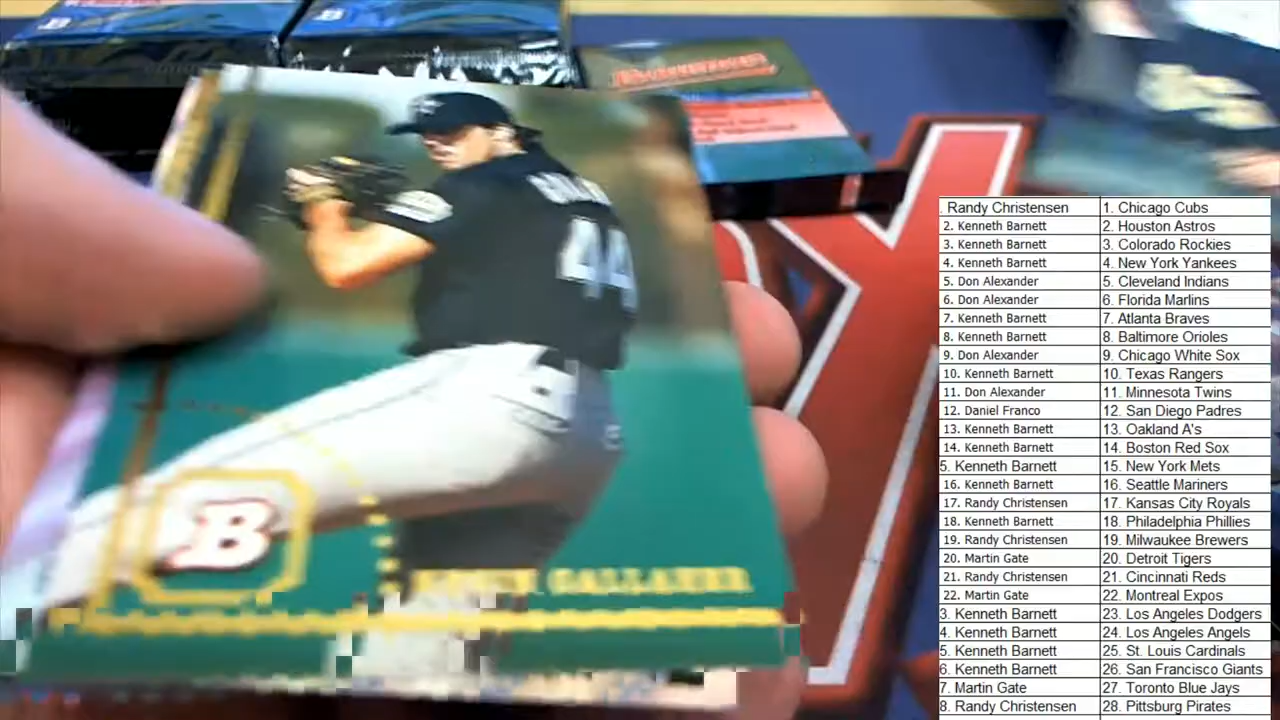 Bowman
44
B
GALLAHER
. Randy Christensen 1. Chicago Cubs
2. Kenneth Barnett 2. Houston Astros
3. Kenneth Barnett 3. Colorado Rockies
4. Kenneth Barnett 4. New York Yankees
5. Don Alexander 5. Cleveland Indians
6. Don Alexander 6. Florida Marlins
7. Kenneth Barnett 7. Atlanta Braves
8. Kenneth Barnett 8. Baltimore Orioles
9. Don Alexander 9. Chicago White Sox
10. Kenneth Barnett 10. Texas Rangers
11. Don Alexander 11. Minnesota Twins
12. Daniel Franco 12. San Diego Padres
13. Kenneth Barnett 13. Oakland A's
14. Kenneth Barnett 14. Boston Red Sox
5. Kenneth Barnett 15. New York Mets
16. Kenneth Barnett 16. Seattle Mariners
17. Randy Christensen 17. Kansas City Royals
18. Kenneth Barnett 18. Philadelphia Phillies
19. Randy Christensen 19. Milwaukee Brewers
20. Martin Gate 20. Detroit Tigers
21. Randy Christensen 21. Cincinnati Reds
22. Martin Gate 22. Montreal Expos
3. Kenneth Barnett 23. Los Angeles Dodgers
4. Kenneth Barnett 24. Los Angeles Angels
5. Kenneth Barnett 25. St. Louis Cardinals
6. Kenneth Barnett 26. San Francisco Giants
7. Martin Gate 27. Toronto Blue Jays
8. Randy Christensen 28. Pittsburg Pirates